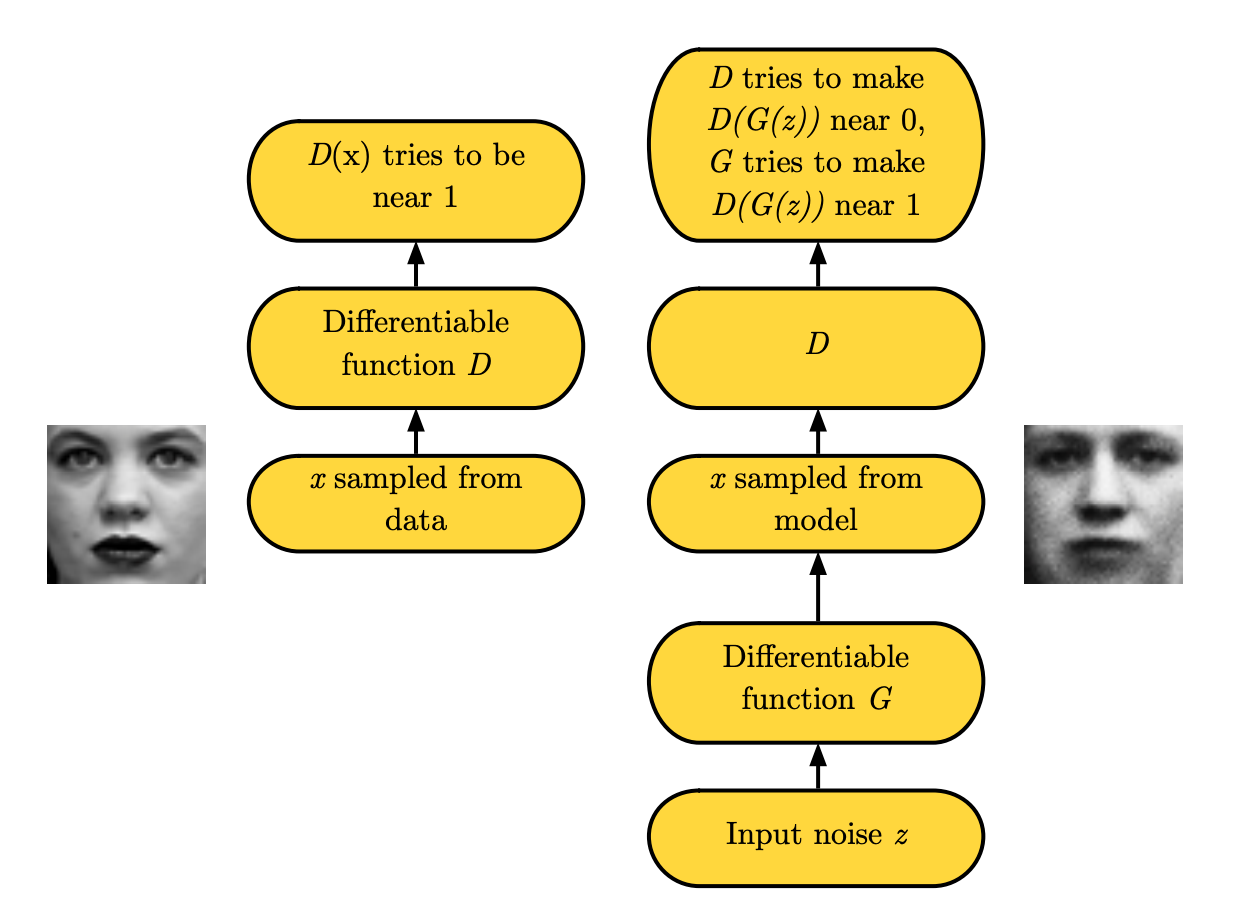 D(x) tries to be
near 1
Differentiable
function D
x sampled from
data
D tries to make
D(G(z)) near 0,
G tries to make
D(G(z)) near 1
D
x sampled from
model
Differentiable
function G
Input noise z